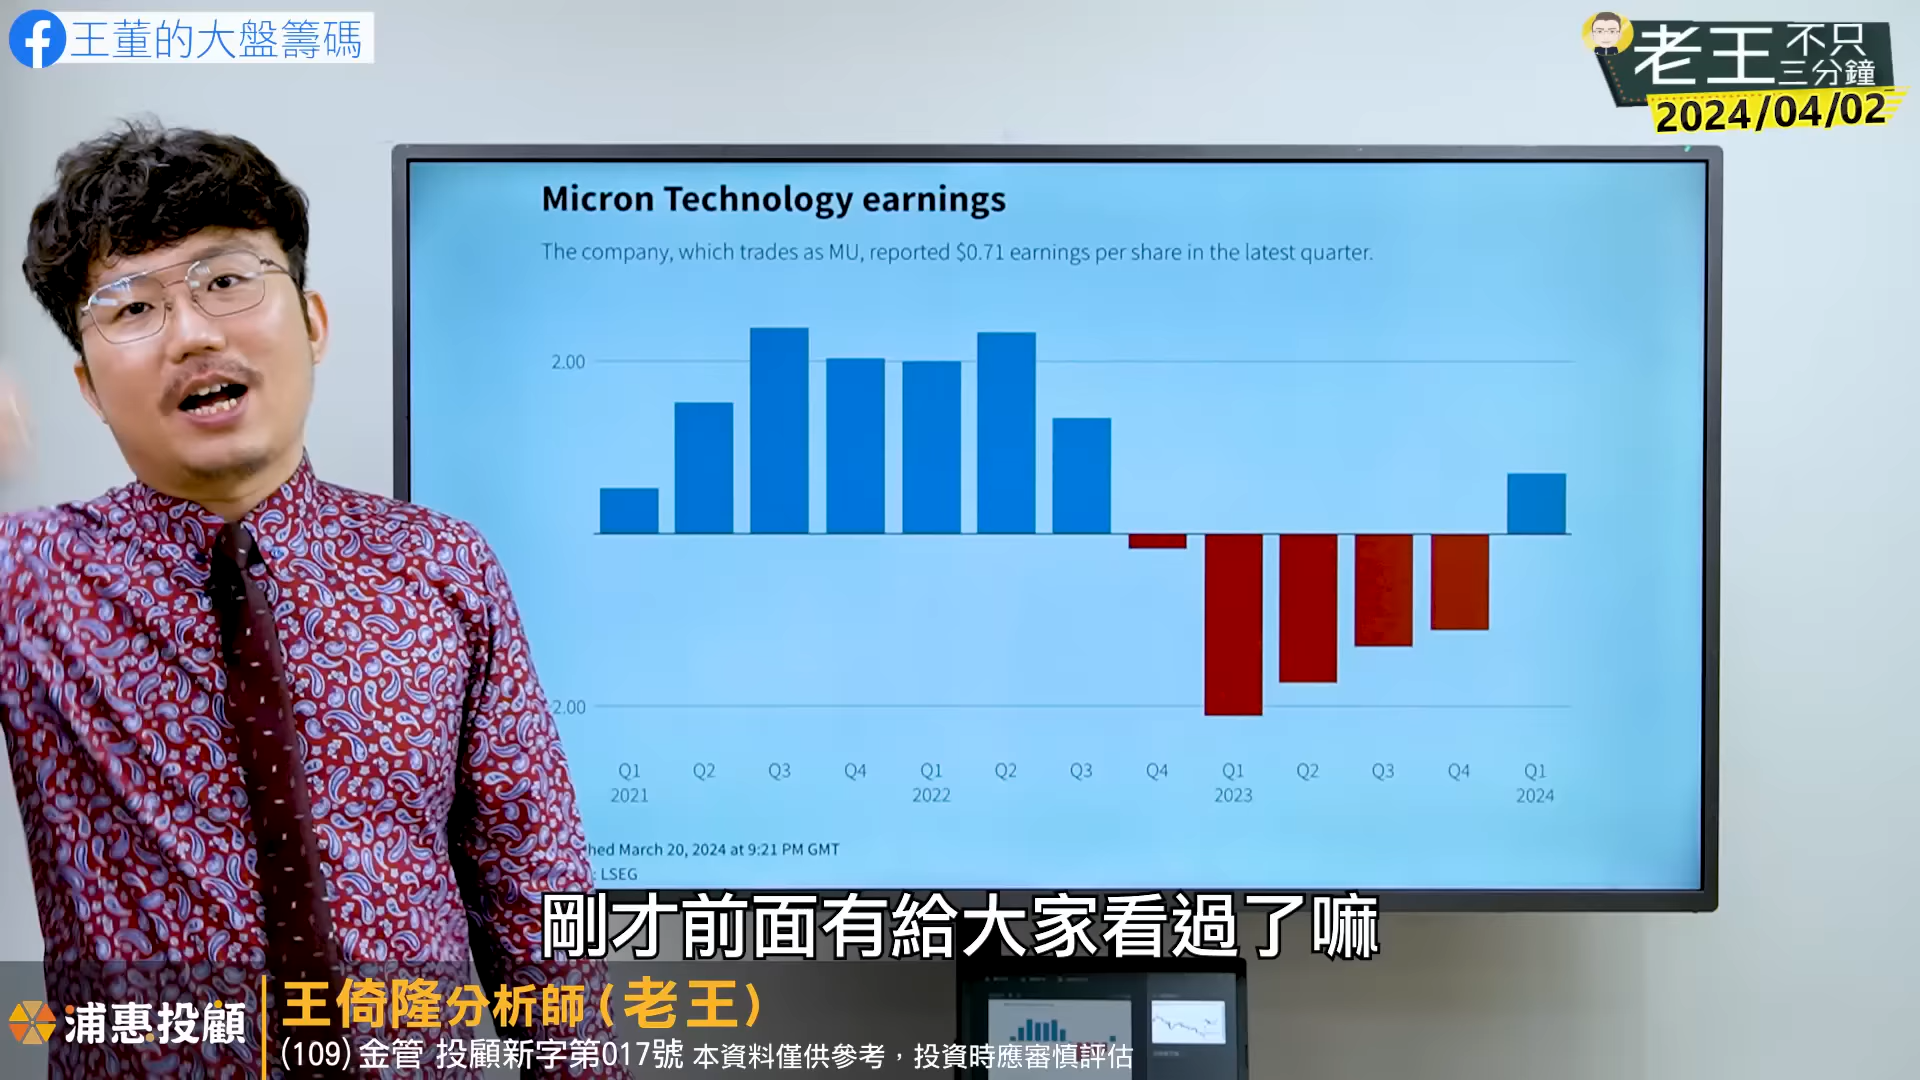 王董的大盤籌碼
老王 不只三分鐘
2024/04/02
Micron Technology earnings
The company, which trades as MU, reported $0.71 earnings per share in the latest quarter.
2.00
2.00
Q1 Q2 Q3 Q4 Q1 Q2 Q3 Q4 Q1 Q2 Q3 Q4 Q1
2021 2022 2023 2024
hed March 20, 2024 at 9:21 PM GMT
: LSEG
剛才前面有給大家看過了嘛
浦惠投顧
王倚隆分析師(老王)
(109) 金管 投顧新字第017號 本資料僅供參考，投資時應審慎評估